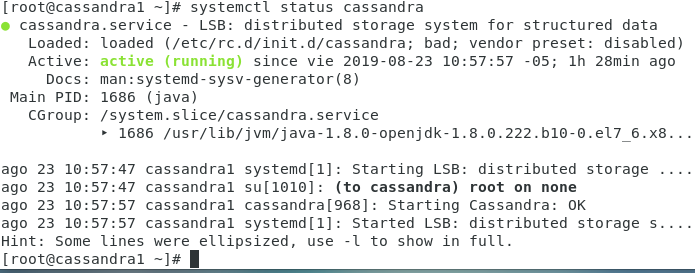 [root@cassandra1 ~]# systemctl status cassandra
● cassandra.service - LSB: distributed storage system for structured data
   Loaded: loaded (/etc/rc.d/init.d/cassandra; bad; vendor preset: disabled)
   Active: active (running) since vie 2019-08-23 10:57:57 -05; 1h 28min ago
     Docs: man:systemd-sysv-generator(8)
 Main PID: 1686 (java)
   CGroup: /system.slice/cassandra.service
           ‣ 1686 /usr/lib/jvm/java-1.8.0-openjdk-1.8.0.222.b10-0.el7_6.x8...

ago 23 10:57:47 cassandra1 systemd[1]: Starting LSB: distributed storage ....
ago 23 10:57:47 cassandra1 su[1010]: (to cassandra) root on none
ago 23 10:57:57 cassandra1 cassandra[968]: Starting Cassandra: OK
ago 23 10:57:57 cassandra1 systemd[1]: Started LSB: distributed storage s....
Hint: Some lines were ellipsized, use -l to show in full.
[root@cassandra1 ~]#